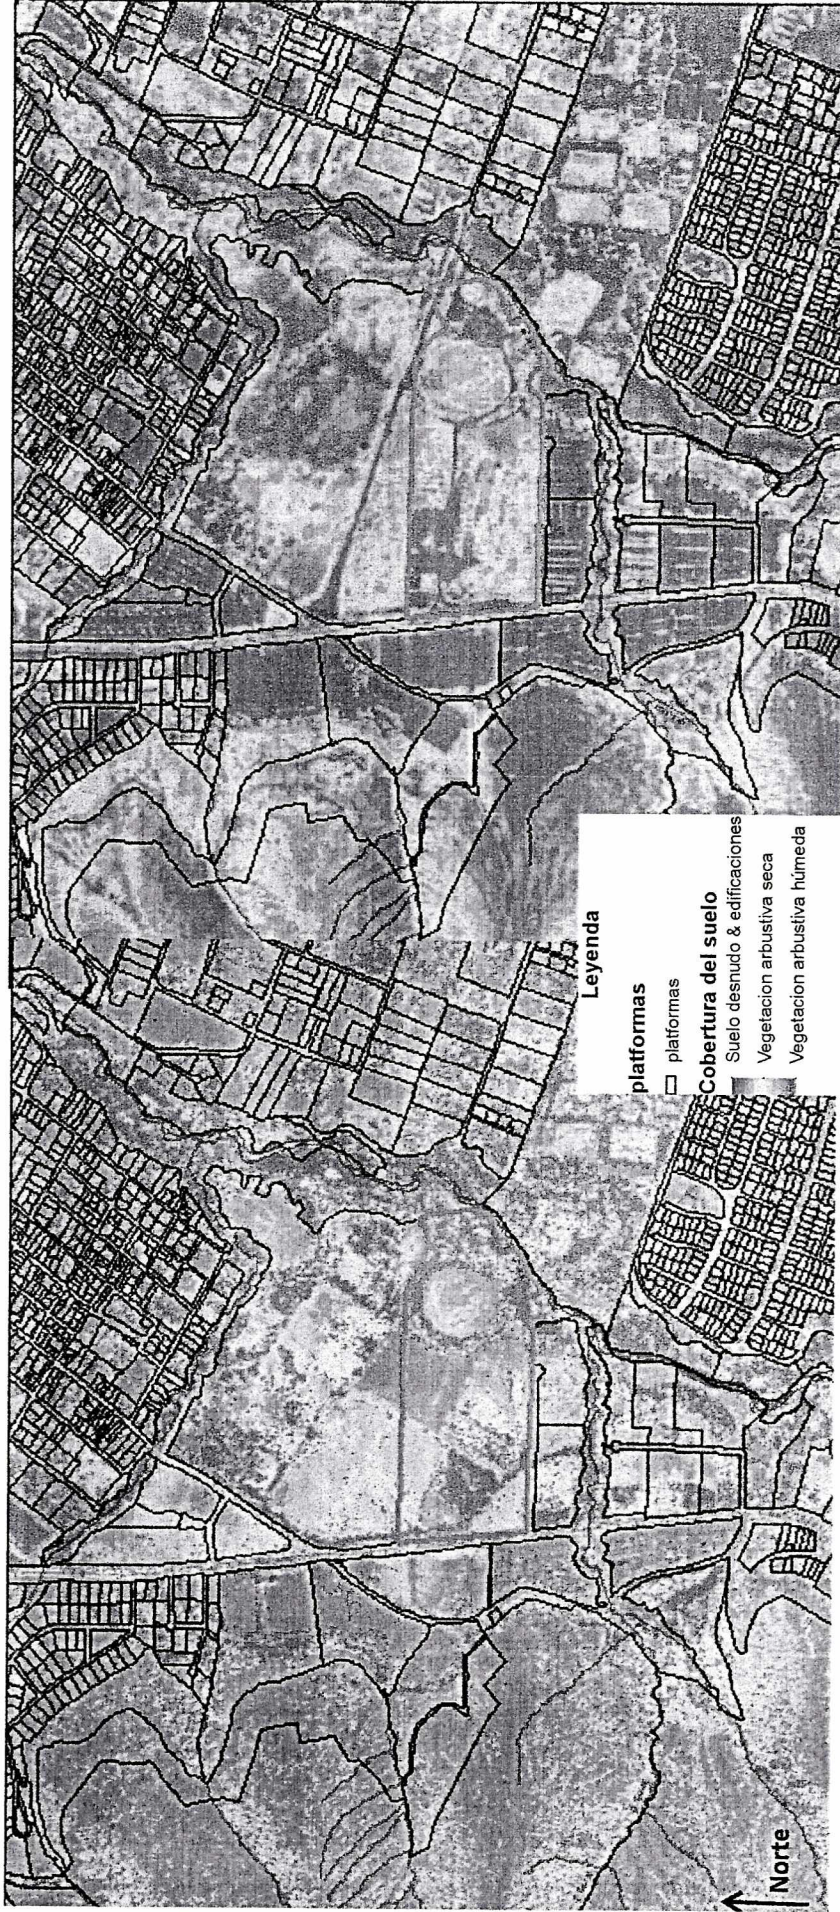 Leyenda
platformas
platformas
Cobertura del suelo
Suelo desnudo & edificaciones
Vegetacion arbustiva seca
Vegetacion arbustiva húmeda
Norte